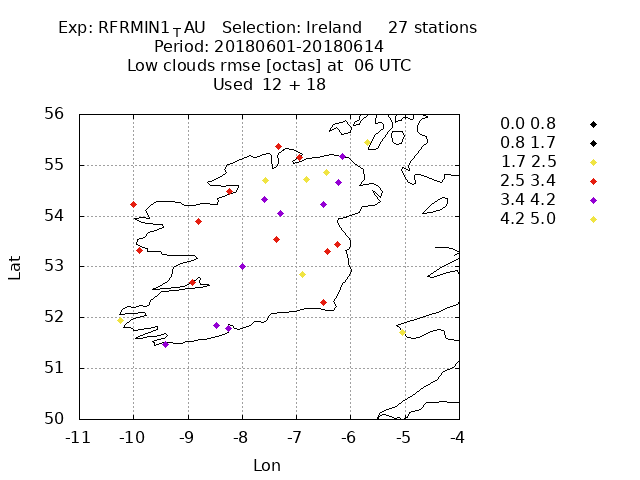 Exp: RFRMIN1_TAU   Selection: Ireland     27 stations
Period: 20180601-20180614
Low clouds rmse [octas] at  06 UTC
Used  12 + 18
0.0 0.8
0.8 1.7
1.7 2.5
2.5 3.4
3.4 4.2
4.2 5.0
56
55
54
53
52
51
50
Lat
-11 -10 -9 -8 -7 -6 -5 -4
Lon